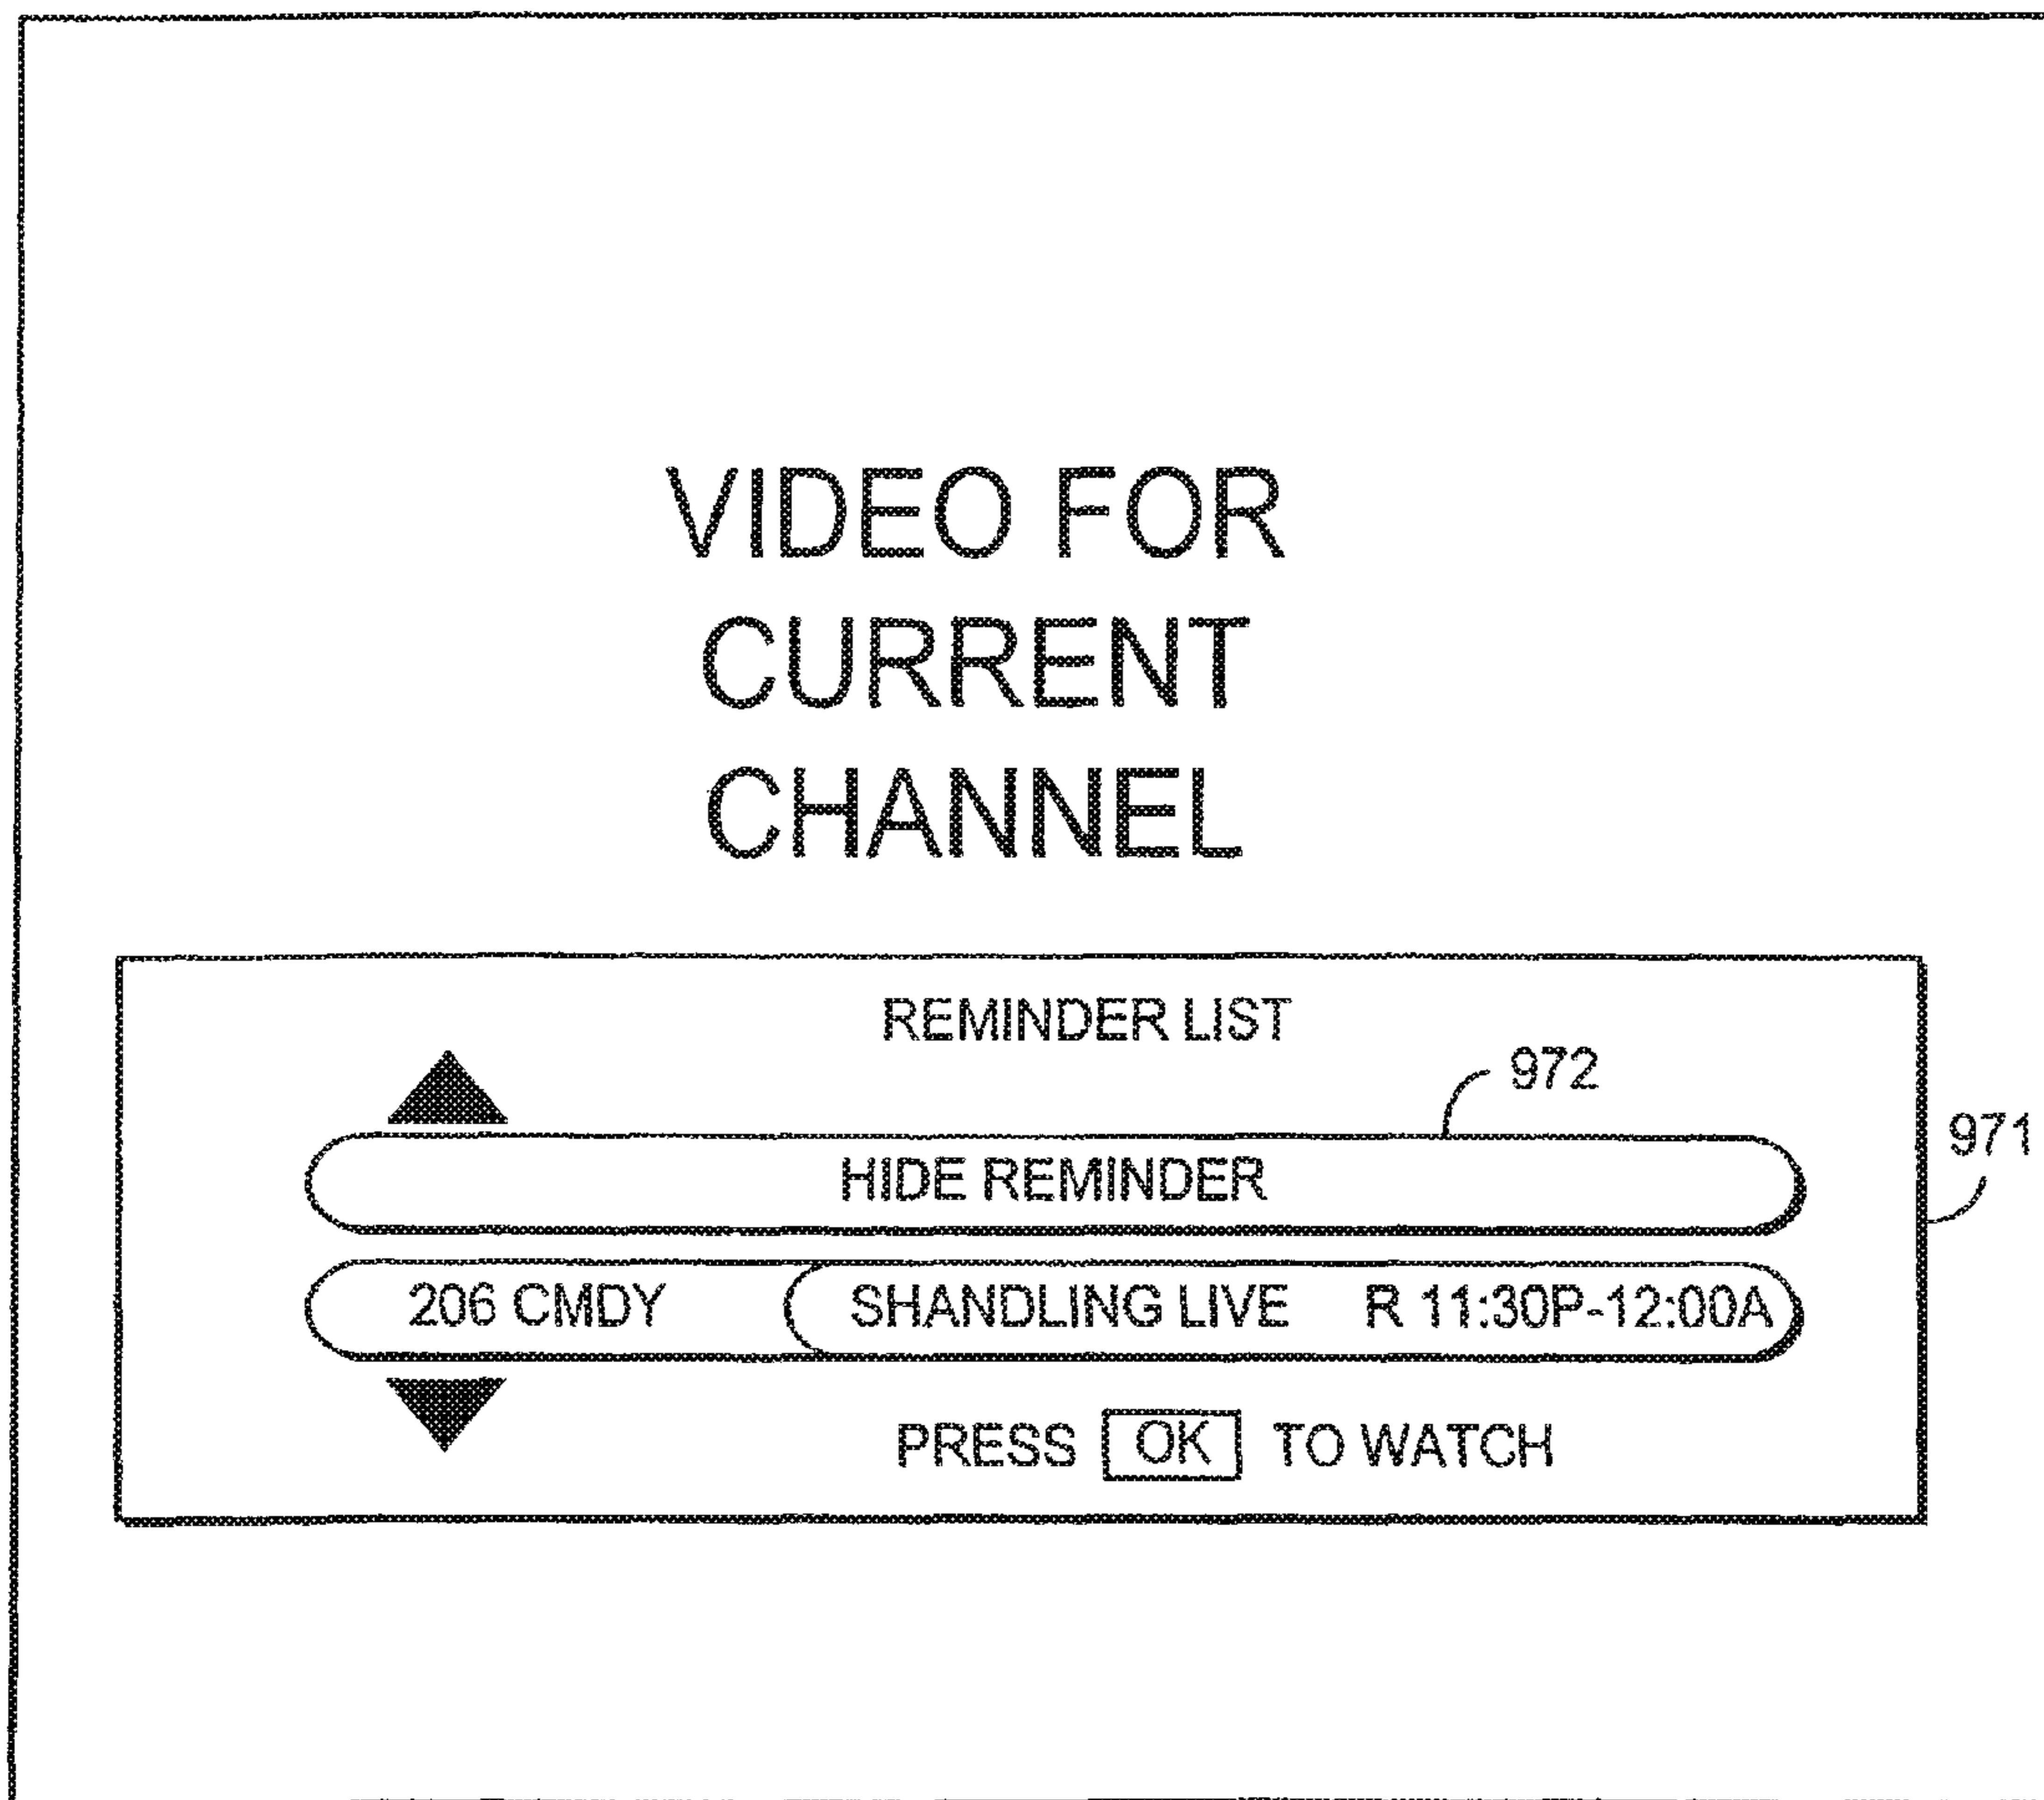 VIDEO FOR
CURRENT
CHANNEL
REMINDER LIST
972
971
HIDE REMINDER
206 CMDY SHANDLING LIVE R 11:30P-12:00A
PRESS OK TO WATCH